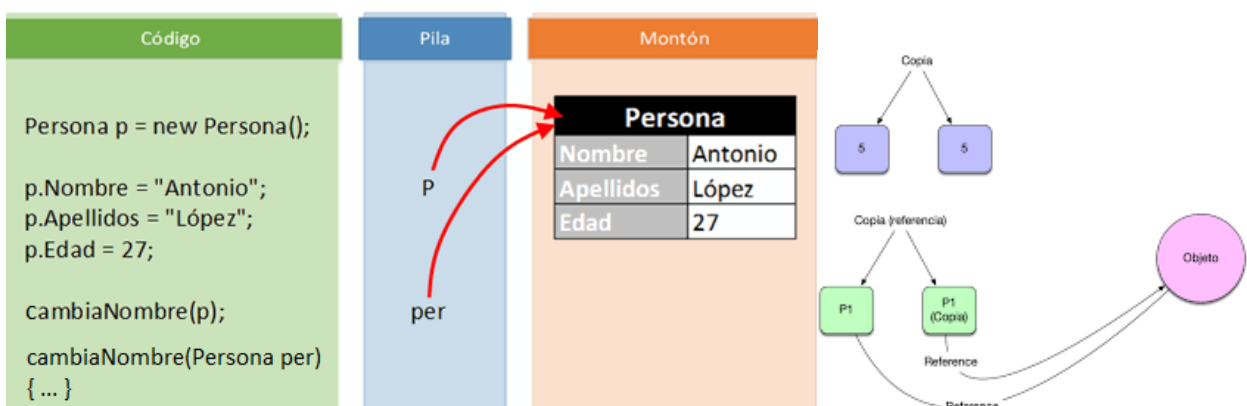 Código
Pila
Montón
Persona p = new Persona();
p.Nombre = "Antonio";
p.Apellidos = "López";
p.Edad = 27;
cambiaNombre(p);
cambiaNombre(Persona per)
{ ... }
P
per
Persona
Nombre Antonio
Apellidos López
Edad 27
Copia
5 5
Copia (referencia)
P1
P1
(Copia)
Objeto
Reference
Reference